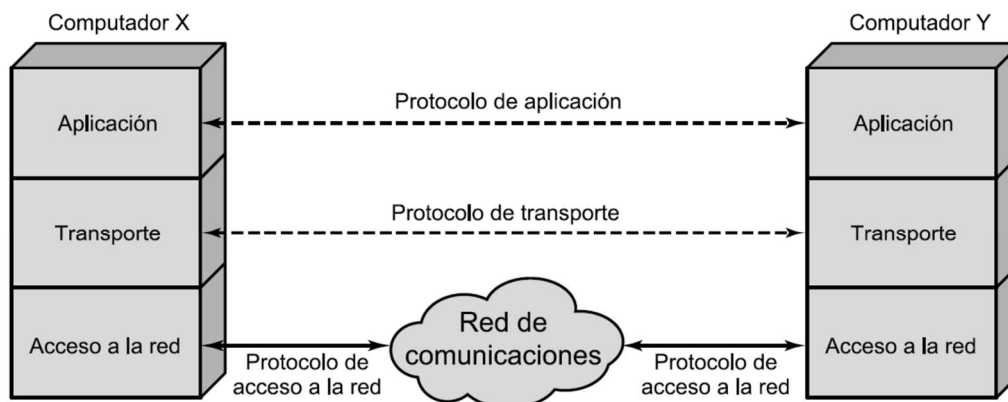 Computador X
Computador Y
Aplicación
Protocolo de aplicación
Aplicación
Transporte
Protocolo de transporte
Transporte
Acceso a la red
Protocolo de
acceso a la red
Red de
comunicaciones
Protocolo de
acceso a la red
Acceso a la red